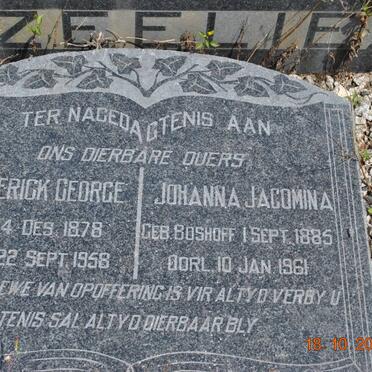 ZEELIE
TER NAGEDAGTENIS AAN
ONS DIERBARE OUERS
ERICK GEORGE
4 DES. 1878
22 SEPT. 1958
JOHANNA JACOMINA
GEB. BOSHOFF 1 SEPT. 1885
OORL. 10 JAN. 1961
EWE VAN OPOFFERING IS VIR ALTYD VERBY U
TENIS SAL ALTYD DIERBAAR BLY
18 10 20